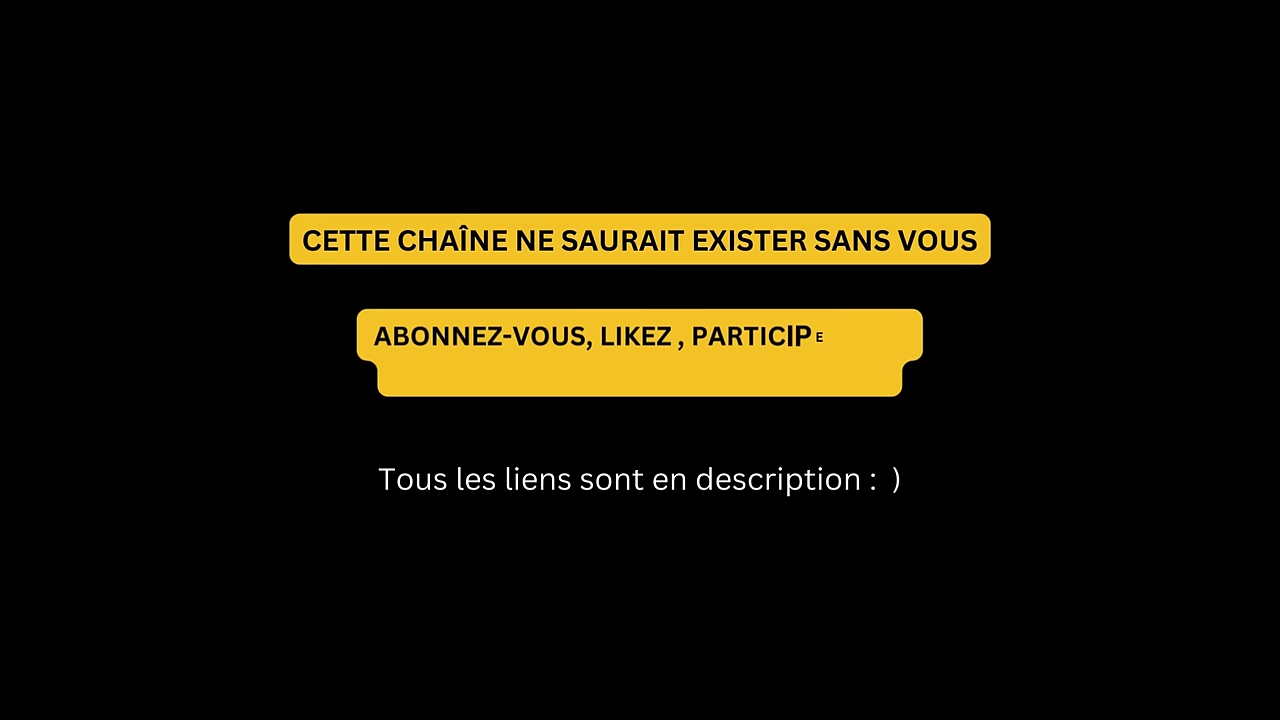 CETTE CHAÎNE NE SAURAIT EXISTER SANS VOUS
ABONNEZ-VOUS, LIKEZ , PARTICIPE
Tous les liens sont en description : )